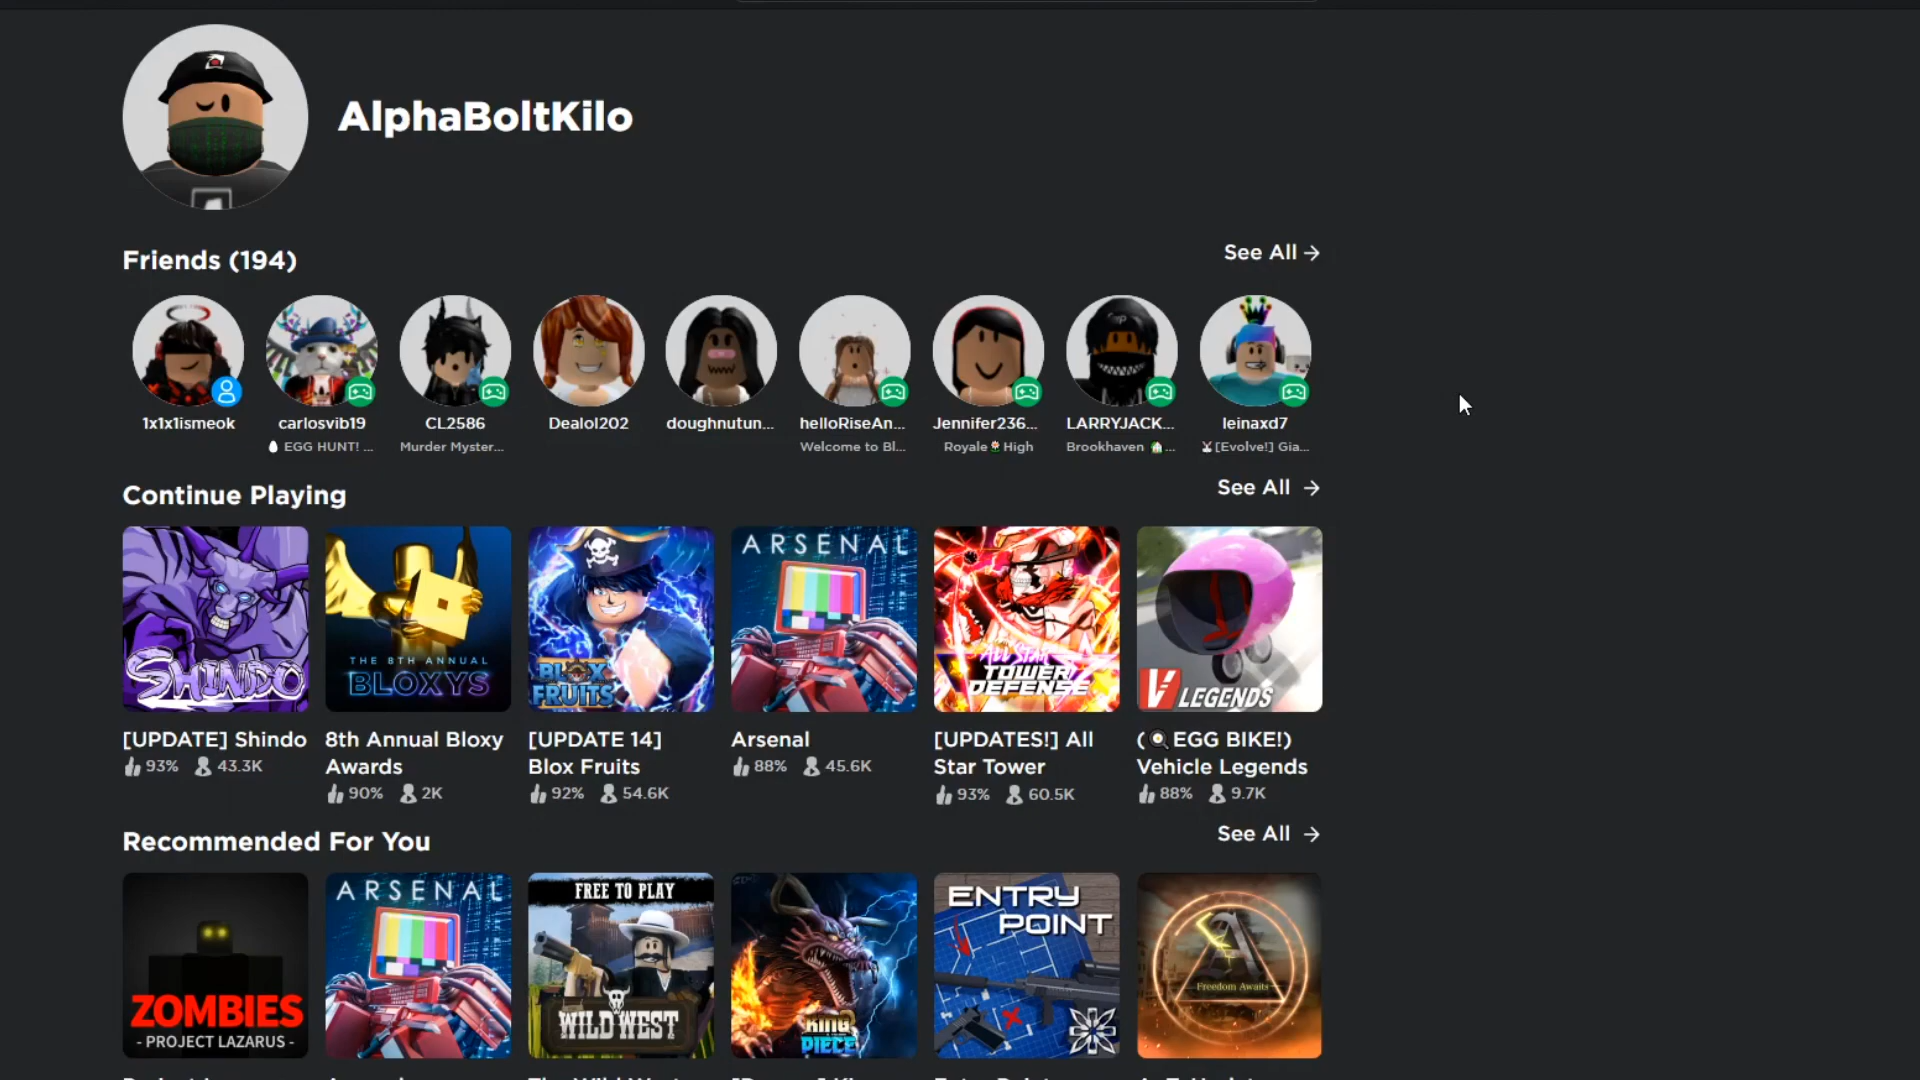 AlphaBoltKilo
Friends (194)
See All →
1x1x1ismeok
carlosvib19
CL2586
Dealol202
doughnutun...
helloRiseAn...
Jennifer236...
LARRYJACK...
leinaxd7
EGG HUNT! ...
Murder Myster...
Welcome to Bl...
Royale High
Brookhaven ...
[Evolve!] Gia...
Continue Playing
See All →
SHINDO
THE 8TH ANNUAL
BLOXYS
BLOX
FRUITS
ARSENAL
ALL STAR
TOWER
DEFENSE
V LEGENDS
[UPDATE] Shindo
93% 43.3K
8th Annual Bloxy
Awards
90% 2K
[UPDATE 14]
Blox Fruits
92% 54.6K
Arsenal
88% 45.6K
[UPDATES!] All
Star Tower
93% 60.5K
(🍳EGG BIKE!)
Vehicle Legends
88% 9.7K
Recommended For You
See All →
ZOMBIES
- PROJECT LAZARUS -
ARSENAL
FREE TO PLAY
WILD WEST
KING
PIECE
ENTRY
POINT
Freedom Awaits